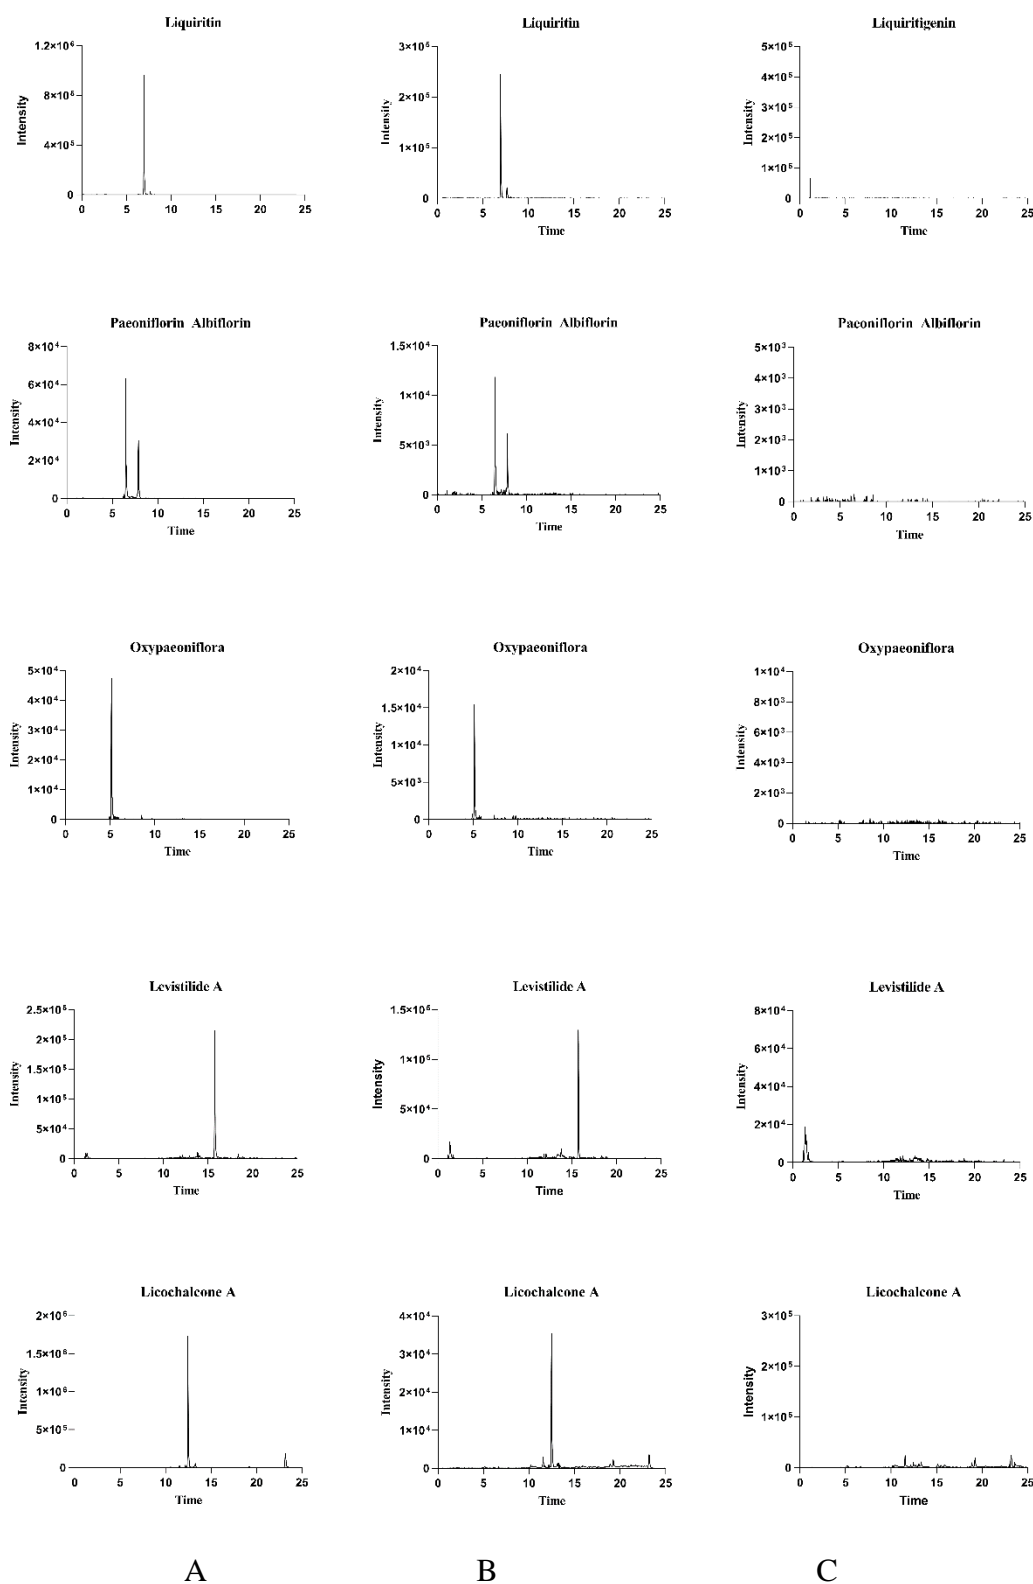 Liquiritin
1.2×10⁶
8×10⁵
4×10⁵
0
Intensity
0 5 10 15 20 25
Time
Liquiritin
3×10⁵
2×10⁵
1×10⁵
0
Intensity
0 5 10 15 20 25
Time
Liquiritigenin
5×10⁵
4×10⁵
3×10⁵
2×10⁵
1×10⁵
0
Intensity
0 5 10 15 20 25
Time
Paeoniflorin Albiflorin
8×10⁴
6×10⁴
4×10⁴
2×10⁴
0
Intensity
0 5 10 15 20 25
Time
Paeoniflorin Albiflorin
1.5×10⁴
1×10⁴
5×10³
0
Intensity
0 5 10 15 20 25
Time
Paeoniflorin Albiflorin
5×10³
4×10³
3×10³
2×10³
1×10³
0
Intensity
0 5 10 15 20 25
Time
Oxypaeoniflora
5×10⁴
4×10⁴
3×10⁴
2×10⁴
1×10⁴
0
Intensity
0 5 10 15 20 25
Time
Oxypaeoniflora
2×10⁴
1.5×10⁴
1×10⁴
5×10³
0
Intensity
0 5 10 15 20 25
Time
Oxypaeoniflora
1×10⁴
8×10³
6×10³
4×10³
2×10³
0
Intensity
0 5 10 15 20 25
Time
Levistilide A
2.5×10⁵
2×10⁵
1.5×10⁵
1×10⁵
5×10⁴
0
Intensity
0 5 10 15 20 25
Time
Levistilide A
1.5×10⁶
1×10⁵
5×10⁴
0
Intensity
0 5 10 15 20 25
Time
Levistilide A
8×10⁴
6×10⁴
4×10⁴
2×10⁴
0
Intensity
0 5 10 15 20 25
Time
Licochalcone A
2×10⁶
1.5×10⁶
1×10⁶
5×10⁵
0
Intensity
0 5 10 15 20 25
Time
Licochalcone A
4×10⁴
3×10⁴
2×10⁴
1×10⁴
0
Intensity
0 5 10 15 20 25
Time
Licochalcone A
3×10⁵
2×10⁵
1×10⁵
0
Intensity
0 5 10 15 20 25
Time
A B C